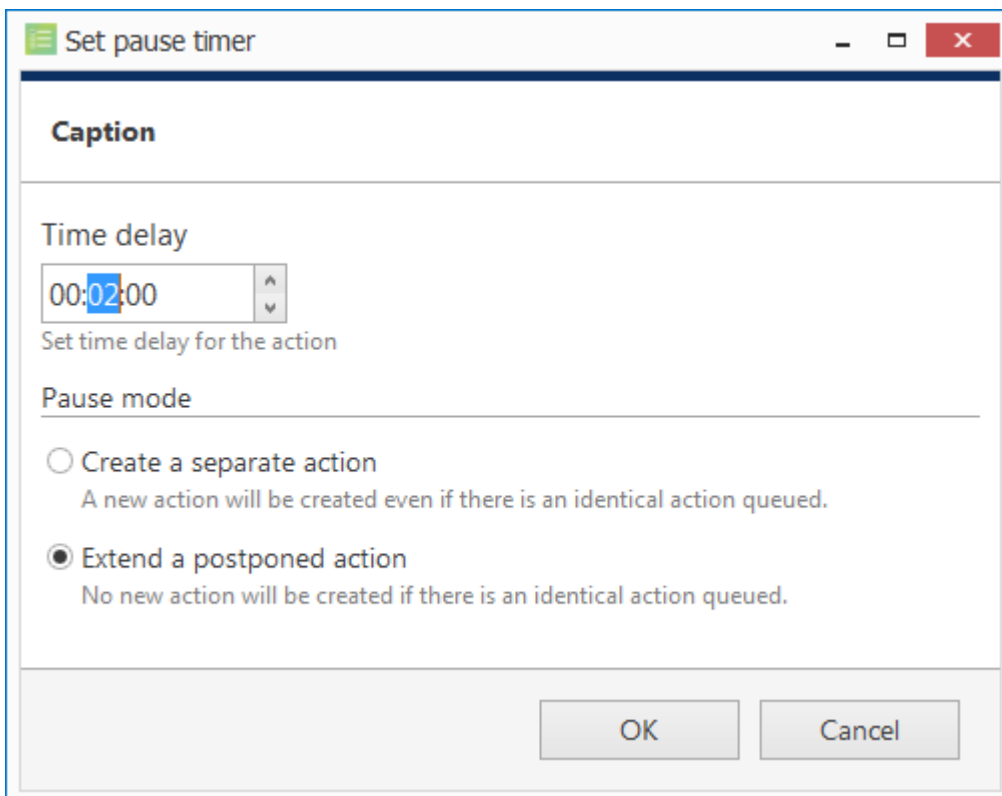 Set pause timer
Caption
Time delay
00:02:00
Set time delay for the action
Pause mode
Create a separate action
A new action will be created even if there is an identical action queued.
Extend a postponed action
No new action will be created if there is an identical action queued.
OK Cancel